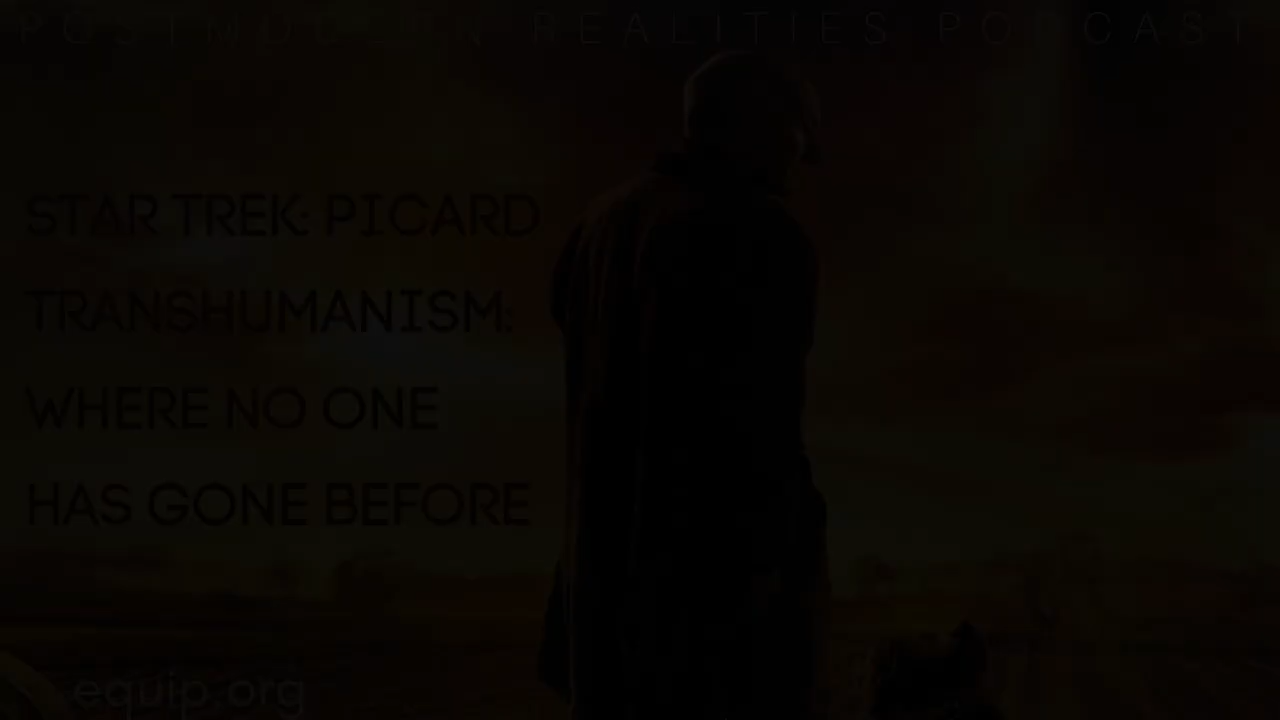 POSTMODERN REALITIES PODCAST
STAR TREK: PICARD
TRANSHUMANISM:
WHERE NO ONE
HAS GONE BEFORE
equip.org